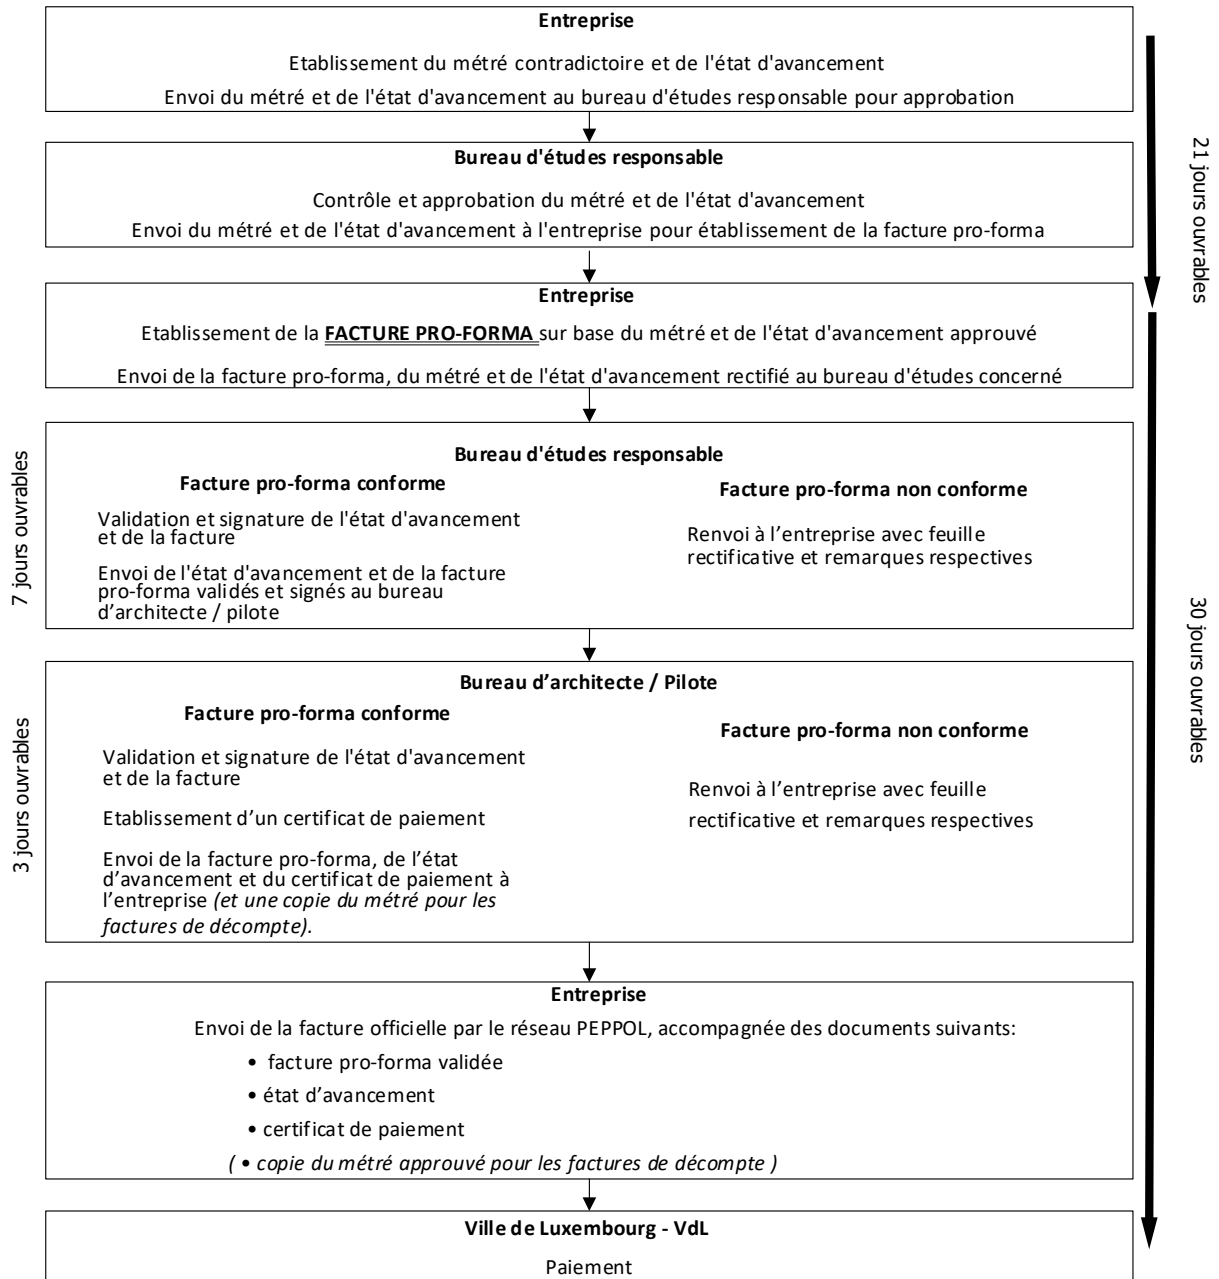 Entreprise
Etablissement du métré contradictoire et de l'état d'avancement
Envoi du métré et de l'état d'avancement au bureau d'études responsable pour approbation
Bureau d'études responsable
Contrôle et approbation du métré et de l'état d'avancement
Envoi du métré et de l'état d'avancement à l'entreprise pour établissement de la facture pro-forma
21 jours ouvrables
Entreprise
Etablissement de la FACTURE PRO-FORMA sur base du métré et de l'état d'avancement approuvé
Envoi de la facture pro-forma, du métré et de l'état d'avancement rectifié au bureau d'études concerné
Bureau d'études responsable
7 jours ouvrables
Facture pro-forma conforme
Validation et signature de l'état d'avancement
et de la facture
Envoi de l'état d'avancement et de la facture
pro-forma validés et signés au bureau
d’architecte / pilote
Facture pro-forma non conforme
Renvoi à l’entreprise avec feuille
rectificative et remarques respectives
30 jours ouvrables
Bureau d’architecte / Pilote
3 jours ouvrables
Facture pro-forma conforme
Validation et signature de l'état d'avancement
et de la facture
Etablissement d’un certificat de paiement
Envoi de la facture pro-forma, de l’état
d’avancement et du certificat de paiement à
l’entreprise (et une copie du métré pour les
factures de décompte).
Facture pro-forma non conforme
Renvoi à l’entreprise avec feuille
rectificative et remarques respectives
Entreprise
Envoi de la facture officielle par le réseau PEPPOL, accompagnée des documents suivants:
• facture pro-forma validée
• état d’avancement
• certificat de paiement
( • copie du métré approuvé pour les factures de décompte )
Ville de Luxembourg - VdL
Paiement